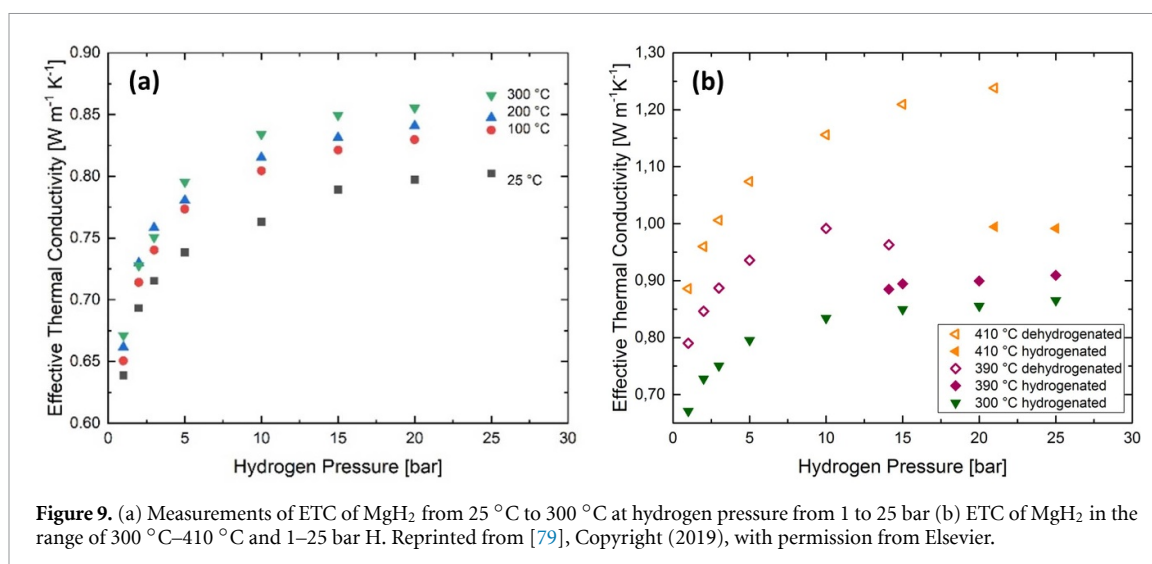 (a)
0.90
0.85
0.80
0.75
0.70
0.65
0.60
Effective Thermal Conductivity [W m⁻¹ K⁻¹]
300 °C
200 °C
100 °C
25 °C
0 5 10 15 20 25 30
Hydrogen Pressure [bar]
(b)
1,30
1,20
1,10
1,00
0,90
0,80
0,70
Effective Thermal Conductivity [W m⁻¹K⁻¹]
410 °C dehydrogenated
410 °C hydrogenated
390 °C dehydrogenated
390 °C hydrogenated
300 °C hydrogenated
0 5 10 15 20 25 30
Hydrogen Pressure [bar]
Figure 9. (a) Measurements of ETC of MgH₂ from 25 °C to 300 °C at hydrogen pressure from 1 to 25 bar (b) ETC of MgH₂ in the
range of 300 °C–410 °C and 1–25 bar H. Reprinted from [79], Copyright (2019), with permission from Elsevier.